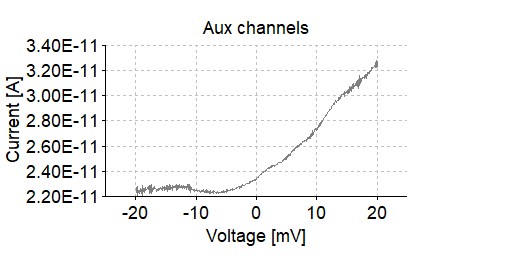 Aux channels
3.40E-11
3.20E-11
3.00E-11
2.80E-11
2.60E-11
2.40E-11
2.20E-11
Current [A]
-20 -10 0 10 20
Voltage [mV]